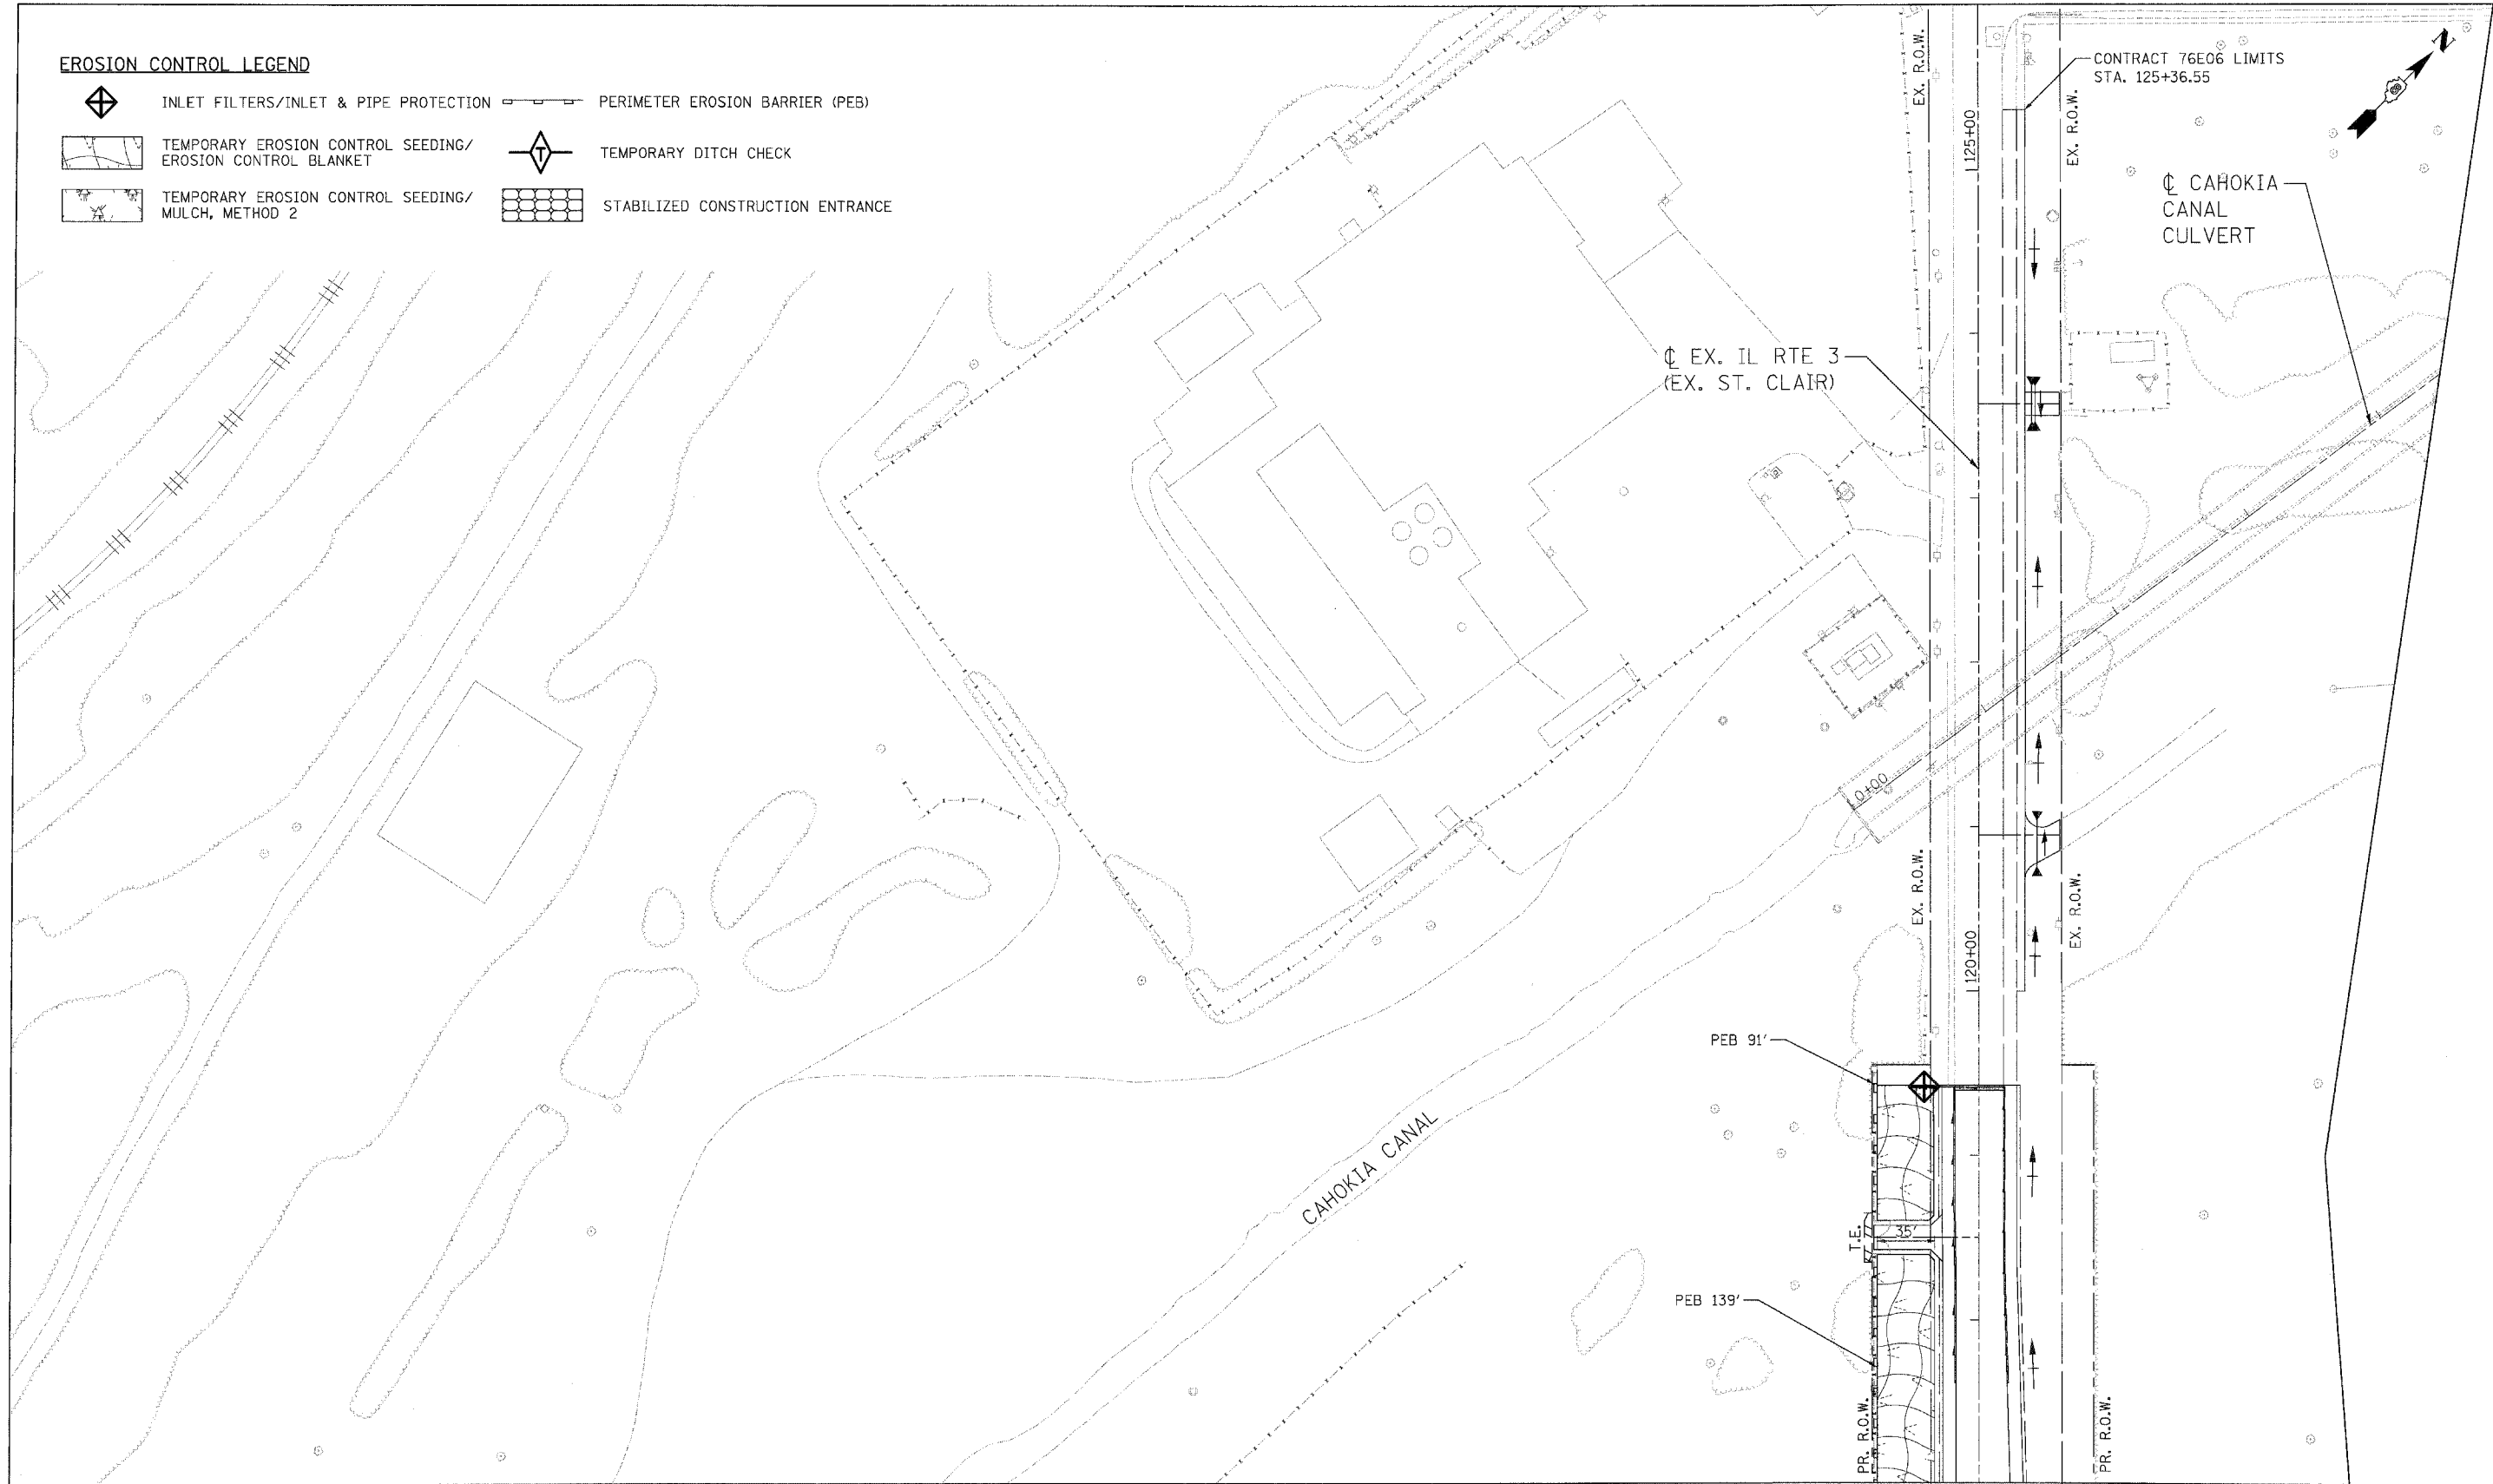 EROSION CONTROL LEGEND
INLET FILTERS/INLET & PIPE PROTECTION
PERIMETER EROSION BARRIER (PEB)
TEMPORARY EROSION CONTROL SEEDING/
EROSION CONTROL BLANKET
T
TEMPORARY DITCH CHECK
TEMPORARY EROSION CONTROL SEEDING/
MULCH, METHOD 2
STABILIZED CONSTRUCTION ENTRANCE
EX. R.O.W.
125+00
CONTRACT 76E06 LIMITS
STA. 125+36.55
EX. R.O.W.
N
℄ CAHOKIA
CANAL
CULVERT
℄ EX. IL RTE 3
(EX. ST. CLAIR)
0+00
EX. R.O.W.
120+00
EX. R.O.W.
PEB 91'
CAHOKIA CANAL
T.E.
35'
PEB 139'
PR. R.O.W.
PR. R.O.W.